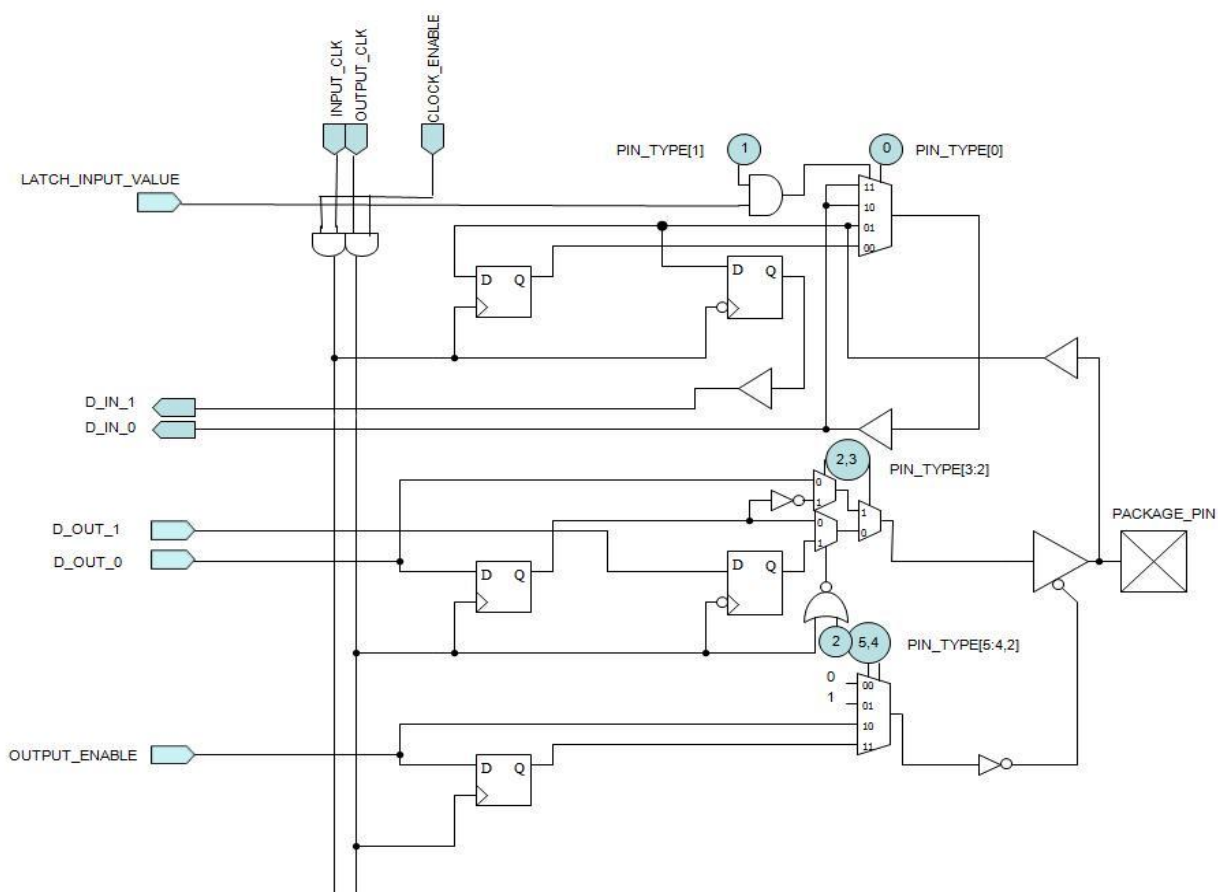 INPUT_CLK
OUTPUT_CLK
CLOCK_ENABLE
PIN_TYPE[1]
1
0
PIN_TYPE[0]
LATCH_INPUT_VALUE
11
10
01
00
D Q
D Q
D_IN_1
D_IN_0
2,3
PIN_TYPE[3:2]
0
1
1
0
0
1
D_OUT_1
D_OUT_0
PACKAGE_PIN
D Q
D Q
2
5,4
PIN_TYPE[5:4,2]
0
1
00
01
10
11
OUTPUT_ENABLE
D Q